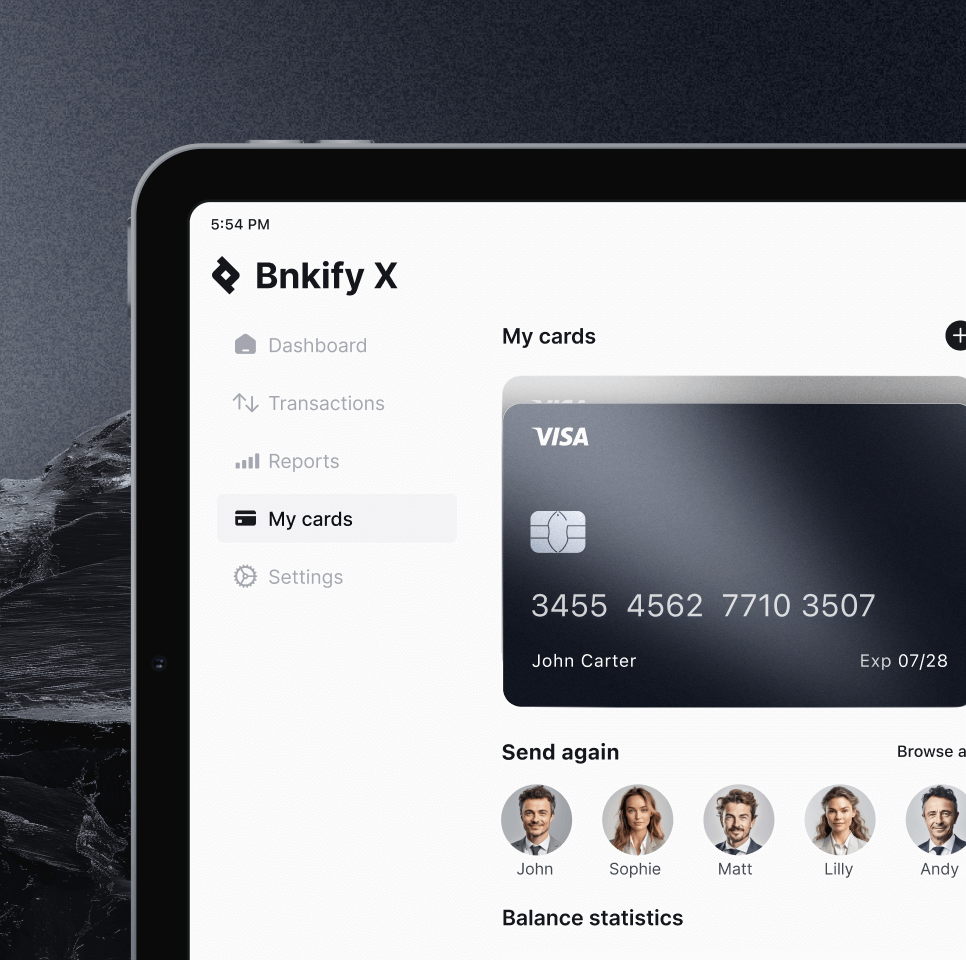 5:54 PM
Bnkify X
Dashboard
Transactions
Reports
My cards
Settings
My cards
VISA
3455 4562 7710 3507
John Carter
Exp 07/28
Send again
Browse a
John
Sophie
Matt
Lilly
Andy
Balance statistics